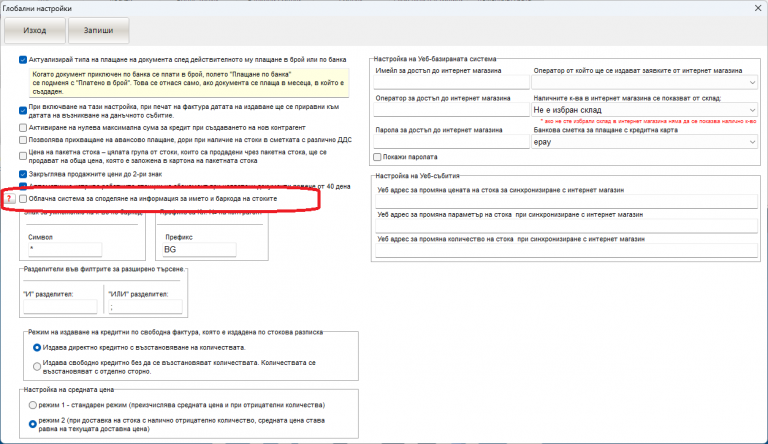 Глобални настройки
Изход
Запиши
Актуализирай типа на плащане на документа след действителното му плащане в брой или по банка
Когато документ приключен по банка се плати в брой, полето "Плащане по банка"
се подменя с "Платено в брой". Това се отнася само, ако документа се плаща в месеца, в който е
създаден.
При включване на тази настройка, при печат на фактура датата на издаване ще се приравни към
датата на възникване на данъчното събитие.
Активиране на нулева максимална сума за кредит при създаването на нов контрагент
Позволява прихващане на авансово плащане, дори при наличие на стоки в сметката с различно ДДС
Цена на пакетна стока – цялата група от стоки, които са продадени чрез пакетна стока, ще се
продават на обща цена, която е заложена в картона на пакетната стока
Закръглява продажните цени до 2-ри знак
от 40 дена
?
Облачна система за споделяне на информация за името и баркода на стоките
Символ
*
Префикс
BG
Разделители във филтрите за разширено търсене.
"И" разделител:
"ИЛИ" разделител:
;
Режим на издаване на кредитни по свободна фактура, която е издадена по стокова разписка
Издава директно кредитно с възстановяване на количествата.
Издава свободно кредитно без да се възстановяват количествата. Количествата се
възстановяват с отделно сторно.
Настройка на средната цена
режим 1 - стандарен режим (преизчислява средната цена и при отрицателни количества)
режим 2 (при доставка на стока с налично отрицателно количество, средната цена става
равна на текущата доставна цена)
Настройка на Уеб-базираната система
Имейл за достъп до интернет магазина
Оператор от който ще се издават заявките от интернет магазина
Оператор за достъп до интернет магазина
Наличните к-ва в интернет магазина се показват от склад:
Не е избран склад
* ако не сте избрали склад в интернет магазина няма да се показва налично к-во
Парола за достъп до интернет магазина
Банкова сметка за плащане с кредитна карта
epay
Покажи паролата
Настройка на Уеб-събития
Уеб адрес за промяна цената на стока за синхронизиране с интернет магазин
Уеб адрес за промяна параметър на стока при синхронизиране с интернет магазин
Уеб адрес за промяна количество на стока при синхронизиране с интернет магазин